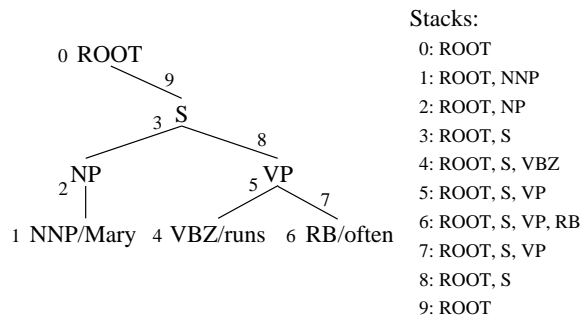 0 ROOT
9
S
3
8
NP
2
VP
5
7
1 NNP/Mary
4 VBZ/runs
6 RB/often
Stacks:
0: ROOT
1: ROOT, NNP
2: ROOT, NP
3: ROOT, S
4: ROOT, S, VBZ
5: ROOT, S, VP
6: ROOT, S, VP, RB
7: ROOT, S, VP
8: ROOT, S
9: ROOT